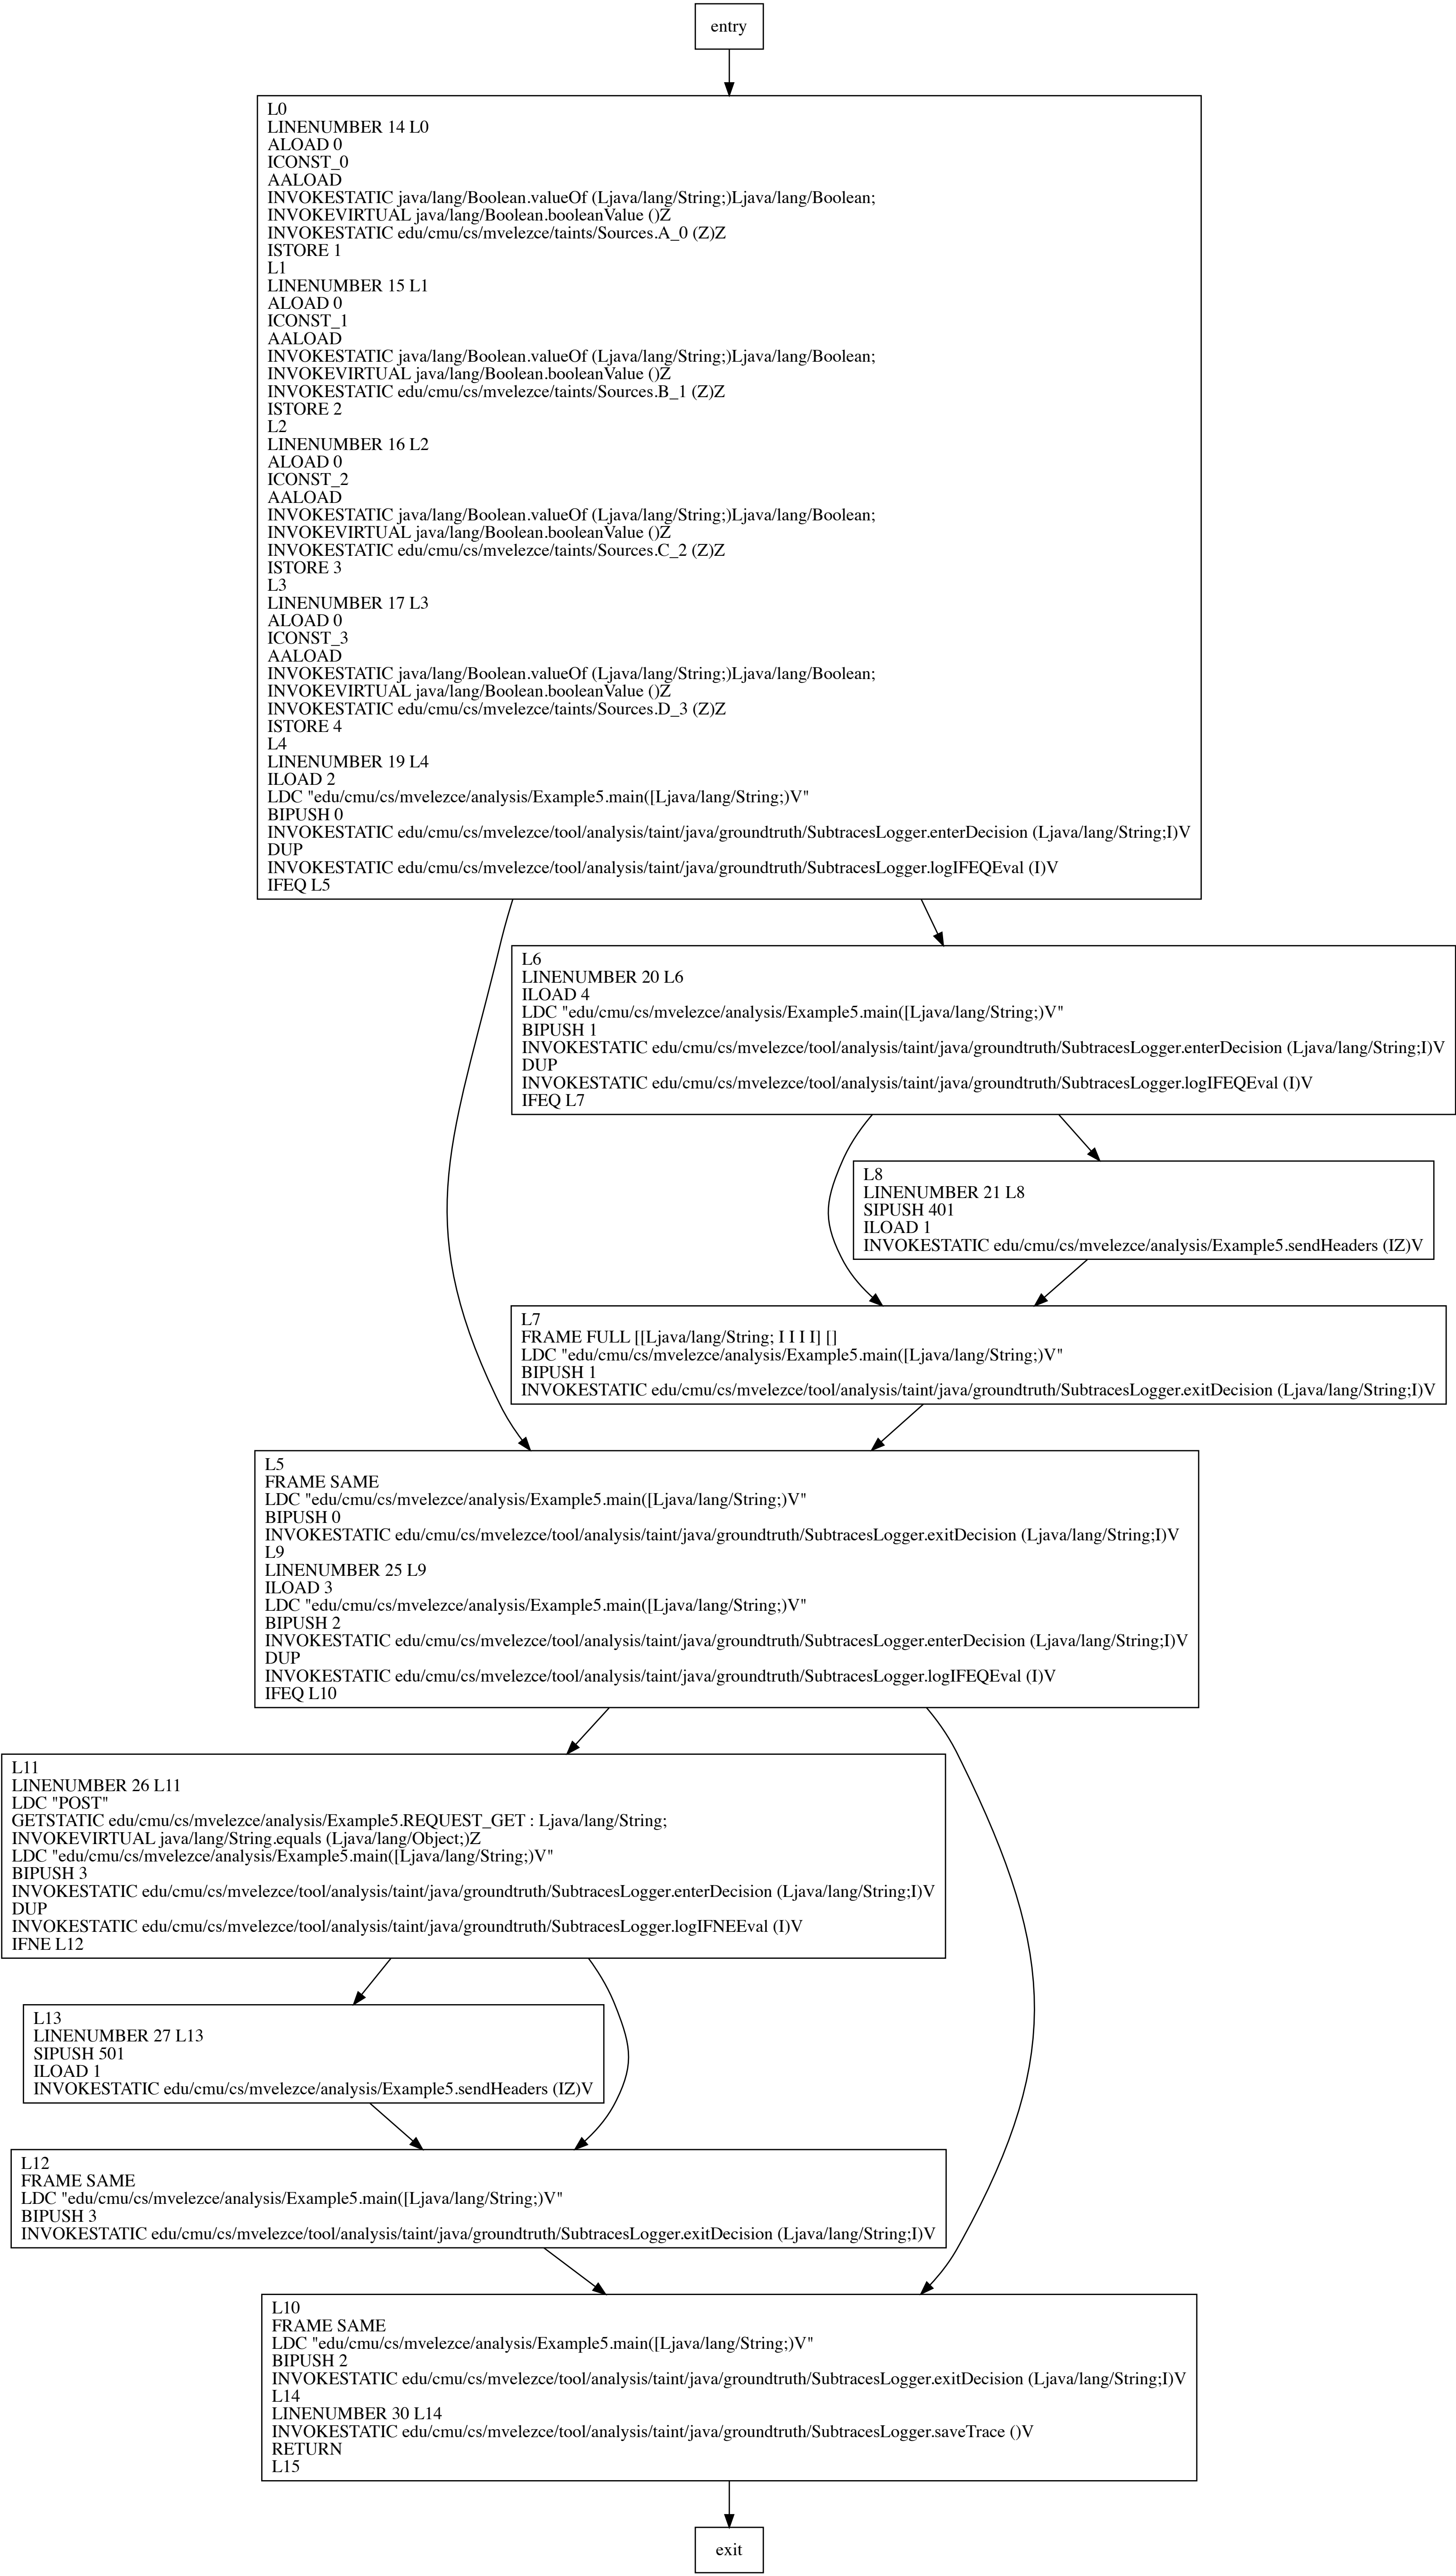 entry
L0
LINENUMBER 14 L0
ALOAD 0
ICONST_0
AALOAD
INVOKESTATIC java/lang/Boolean.valueOf (Ljava/lang/String;)Ljava/lang/Boolean;
INVOKEVIRTUAL java/lang/Boolean.booleanValue ()Z
INVOKESTATIC edu/cmu/cs/mvelezce/taints/Sources.A_0 (Z)Z
ISTORE 1
L1
LINENUMBER 15 L1
ALOAD 0
ICONST_1
AALOAD
INVOKESTATIC java/lang/Boolean.valueOf (Ljava/lang/String;)Ljava/lang/Boolean;
INVOKEVIRTUAL java/lang/Boolean.booleanValue ()Z
INVOKESTATIC edu/cmu/cs/mvelezce/taints/Sources.B_1 (Z)Z
ISTORE 2
L2
LINENUMBER 16 L2
ALOAD 0
ICONST_2
AALOAD
INVOKESTATIC java/lang/Boolean.valueOf (Ljava/lang/String;)Ljava/lang/Boolean;
INVOKEVIRTUAL java/lang/Boolean.booleanValue ()Z
INVOKESTATIC edu/cmu/cs/mvelezce/taints/Sources.C_2 (Z)Z
ISTORE 3
L3
LINENUMBER 17 L3
ALOAD 0
ICONST_3
AALOAD
INVOKESTATIC java/lang/Boolean.valueOf (Ljava/lang/String;)Ljava/lang/Boolean;
INVOKEVIRTUAL java/lang/Boolean.booleanValue ()Z
INVOKESTATIC edu/cmu/cs/mvelezce/taints/Sources.D_3 (Z)Z
ISTORE 4
L4
LINENUMBER 19 L4
ILOAD 2
LDC "edu/cmu/cs/mvelezce/analysis/Example5.main([Ljava/lang/String;)V"
BIPUSH 0
INVOKESTATIC edu/cmu/cs/mvelezce/tool/analysis/taint/java/groundtruth/SubtracesLogger.enterDecision (Ljava/lang/String;I)V
DUP
INVOKESTATIC edu/cmu/cs/mvelezce/tool/analysis/taint/java/groundtruth/SubtracesLogger.logIFEQEval (I)V
IFEQ L5
L6
LINENUMBER 20 L6
ILOAD 4
LDC "edu/cmu/cs/mvelezce/analysis/Example5.main([Ljava/lang/String;)V"
BIPUSH 1
INVOKESTATIC edu/cmu/cs/mvelezce/tool/analysis/taint/java/groundtruth/SubtracesLogger.enterDecision (Ljava/lang/String;I)V
DUP
INVOKESTATIC edu/cmu/cs/mvelezce/tool/analysis/taint/java/groundtruth/SubtracesLogger.logIFEQEval (I)V
IFEQ L7
L8
LINENUMBER 21 L8
SIPUSH 401
ILOAD 1
INVOKESTATIC edu/cmu/cs/mvelezce/analysis/Example5.sendHeaders (IZ)V
L7
FRAME FULL [[Ljava/lang/String; I I I I] []
LDC "edu/cmu/cs/mvelezce/analysis/Example5.main([Ljava/lang/String;)V"
BIPUSH 1
INVOKESTATIC edu/cmu/cs/mvelezce/tool/analysis/taint/java/groundtruth/SubtracesLogger.exitDecision (Ljava/lang/String;I)V
L5
FRAME SAME
LDC "edu/cmu/cs/mvelezce/analysis/Example5.main([Ljava/lang/String;)V"
BIPUSH 0
INVOKESTATIC edu/cmu/cs/mvelezce/tool/analysis/taint/java/groundtruth/SubtracesLogger.exitDecision (Ljava/lang/String;I)V
L9
LINENUMBER 25 L9
ILOAD 3
LDC "edu/cmu/cs/mvelezce/analysis/Example5.main([Ljava/lang/String;)V"
BIPUSH 2
INVOKESTATIC edu/cmu/cs/mvelezce/tool/analysis/taint/java/groundtruth/SubtracesLogger.enterDecision (Ljava/lang/String;I)V
DUP
INVOKESTATIC edu/cmu/cs/mvelezce/tool/analysis/taint/java/groundtruth/SubtracesLogger.logIFEQEval (I)V
IFEQ L10
L11
LINENUMBER 26 L11
LDC "POST"
GETSTATIC edu/cmu/cs/mvelezce/analysis/Example5.REQUEST_GET : Ljava/lang/String;
INVOKEVIRTUAL java/lang/String.equals (Ljava/lang/Object;)Z
LDC "edu/cmu/cs/mvelezce/analysis/Example5.main([Ljava/lang/String;)V"
BIPUSH 3
INVOKESTATIC edu/cmu/cs/mvelezce/tool/analysis/taint/java/groundtruth/SubtracesLogger.enterDecision (Ljava/lang/String;I)V
DUP
INVOKESTATIC edu/cmu/cs/mvelezce/tool/analysis/taint/java/groundtruth/SubtracesLogger.logIFNEEval (I)V
IFNE L12
L13
LINENUMBER 27 L13
SIPUSH 501
ILOAD 1
INVOKESTATIC edu/cmu/cs/mvelezce/analysis/Example5.sendHeaders (IZ)V
L12
FRAME SAME
LDC "edu/cmu/cs/mvelezce/analysis/Example5.main([Ljava/lang/String;)V"
BIPUSH 3
INVOKESTATIC edu/cmu/cs/mvelezce/tool/analysis/taint/java/groundtruth/SubtracesLogger.exitDecision (Ljava/lang/String;I)V
L10
FRAME SAME
LDC "edu/cmu/cs/mvelezce/analysis/Example5.main([Ljava/lang/String;)V"
BIPUSH 2
INVOKESTATIC edu/cmu/cs/mvelezce/tool/analysis/taint/java/groundtruth/SubtracesLogger.exitDecision (Ljava/lang/String;I)V
L14
LINENUMBER 30 L14
INVOKESTATIC edu/cmu/cs/mvelezce/tool/analysis/taint/java/groundtruth/SubtracesLogger.saveTrace ()V
RETURN
L15
exit